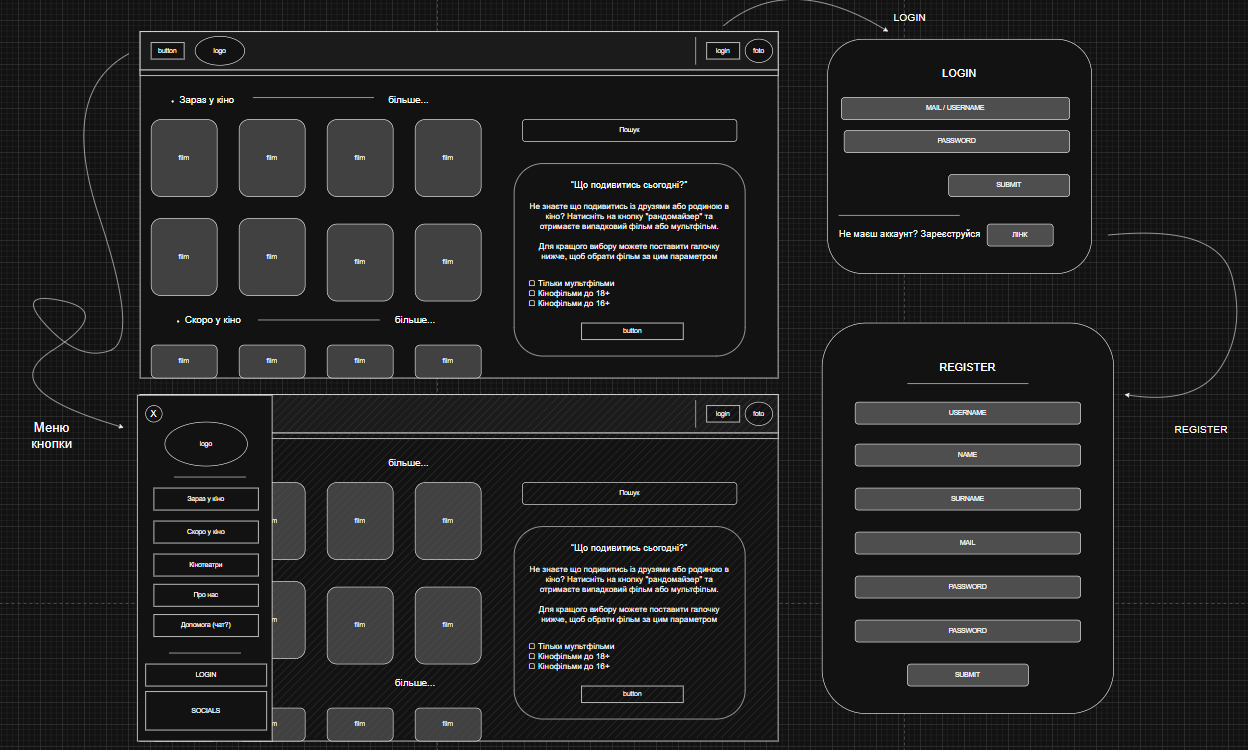 LOGIN
button
logo
login
foto
Зараз у кіно
більше...
film
film
film
film
film
film
film
film
Скоро у кіно
більше...
film
film
film
film
Пошук
"Що подивитись сьогодні?"
Не знаєте що подивитись із друзями або родиною в
кіно? Натисніть на кнопку "рандомайзер" та
отримаєте випадковий фільм або мультфільм.
Для кращого вибору можете поставити галочку
нижче, щоб обрати фільм за цим параметром
Тільки мультфільми
Кінофільми до 18+
Кінофільми до 16+
button
LOGIN
MAIL / USERNAME
PASSWORD
SUBMIT
Не маєш аккаунт? Зареєструйся
ЛІНК
Меню
кнопки
X
logo
Зараз у кіно
Скоро у кіно
Кінотеатри
Про нас
Допомога (чат?)
LOGIN
SOCIALS
login
foto
більше...
m
film
film
m
film
film
більше...
m
film
film
Пошук
"Що подивитись сьогодні?"
Не знаєте що подивитись із друзями або родиною в
кіно? Натисніть на кнопку "рандомайзер" та
отримаєте випадковий фільм або мультфільм.
Для кращого вибору можете поставити галочку
нижче, щоб обрати фільм за цим параметром
Тільки мультфільми
Кінофільми до 18+
Кінофільми до 16+
button
REGISTER
USERNAME
NAME
SURNAME
MAIL
PASSWORD
PASSWORD
SUBMIT
REGISTER